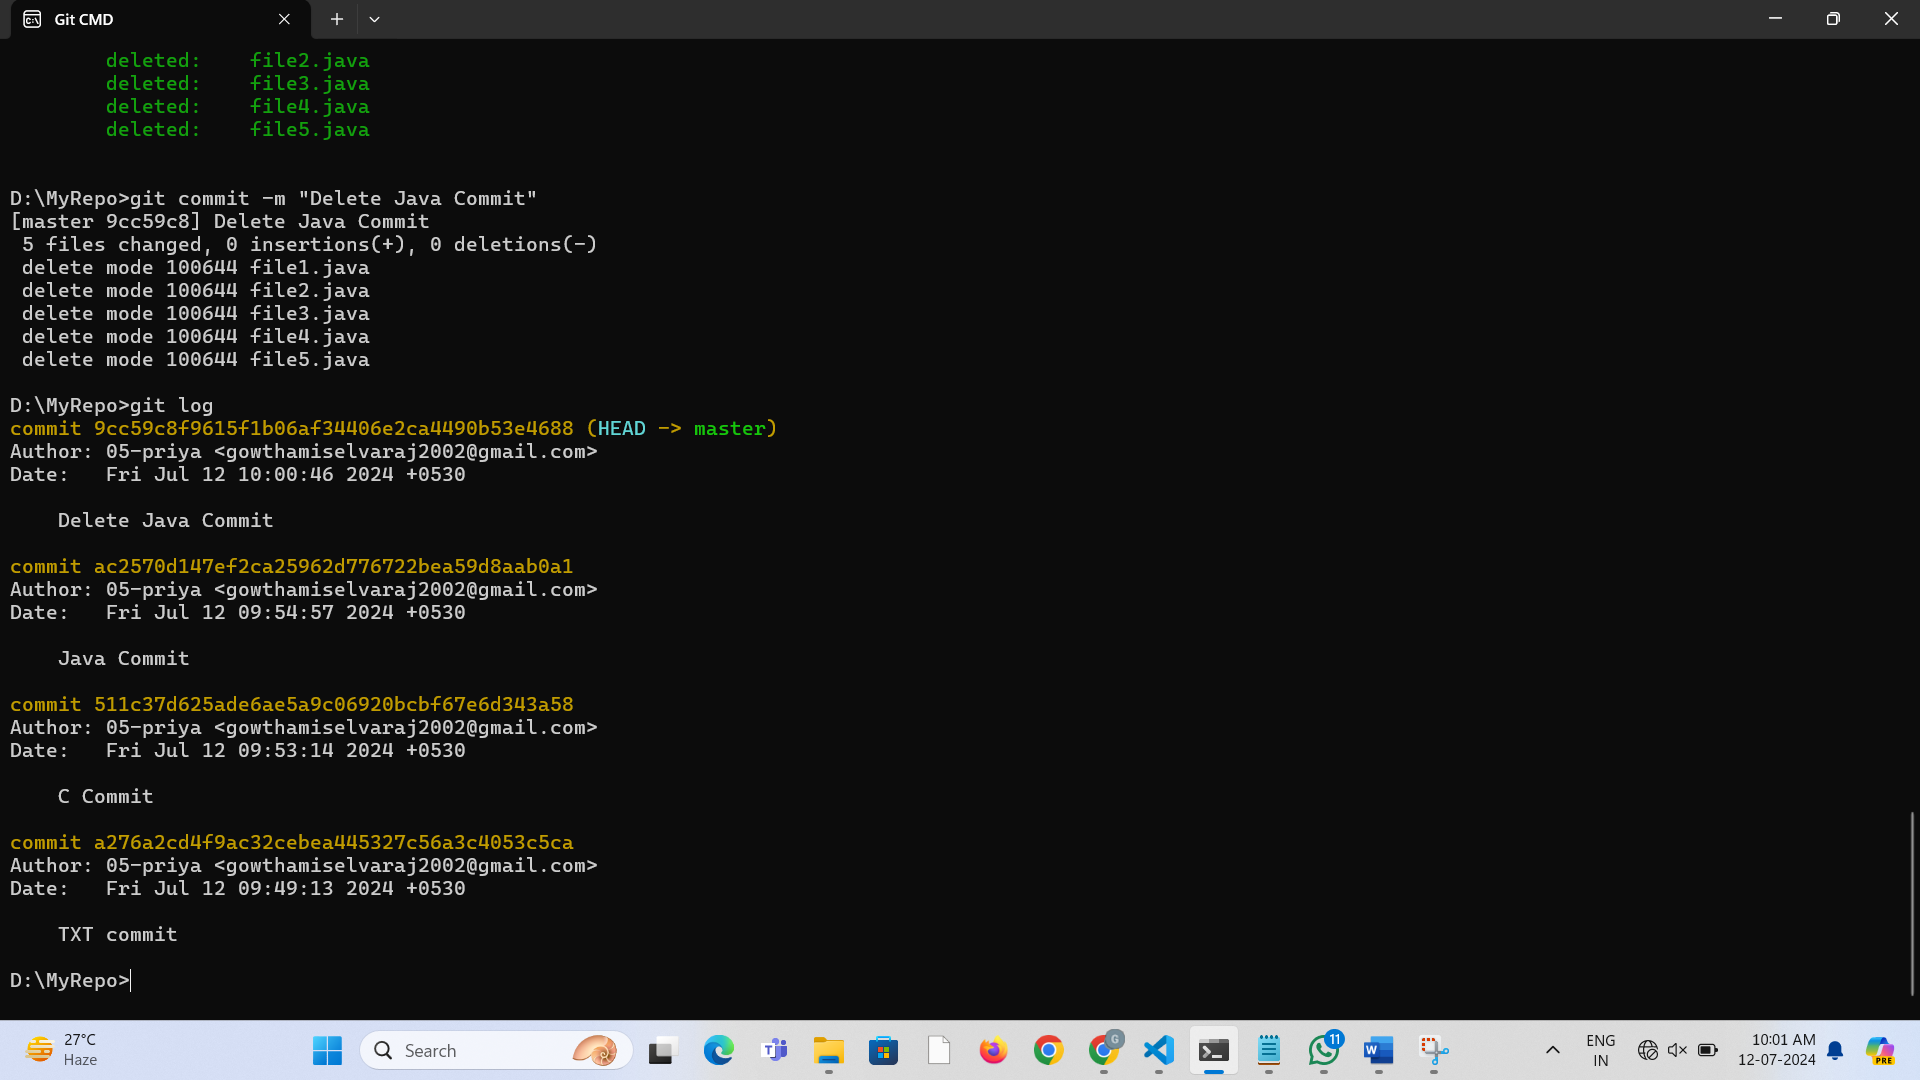 Git CMD
deleted:    file2.java
deleted:    file3.java
deleted:    file4.java
deleted:    file5.java
D:\MyRepo>git commit -m "Delete Java Commit"
[master 9cc59c8] Delete Java Commit
 5 files changed, 0 insertions(+), 0 deletions(-)
 delete mode 100644 file1.java
 delete mode 100644 file2.java
 delete mode 100644 file3.java
 delete mode 100644 file4.java
 delete mode 100644 file5.java
D:\MyRepo>git log
commit 9cc59c8f9615f1b06af34406e2ca4490b53e4688 (HEAD -> master)
Author: 05-priya <gowthamiselvaraj2002@gmail.com>
Date:   Fri Jul 12 10:00:46 2024 +0530
    Delete Java Commit
commit ac2570d147ef2ca25962d776722bea59d8aab0a1
Author: 05-priya <gowthamiselvaraj2002@gmail.com>
Date:   Fri Jul 12 09:54:57 2024 +0530
    Java Commit
commit 511c37d625ade6ae5a9c06920bcbf67e6d343a58
Author: 05-priya <gowthamiselvaraj2002@gmail.com>
Date:   Fri Jul 12 09:53:14 2024 +0530
    C Commit
commit a276a2cd4f9ac32cebea445327c56a3c4053c5ca
Author: 05-priya <gowthamiselvaraj2002@gmail.com>
Date:   Fri Jul 12 09:49:13 2024 +0530
    TXT commit
D:\MyRepo>
27°C
Haze
Search
G
11
ENG
IN
10:01 AM
12-07-2024
PRE